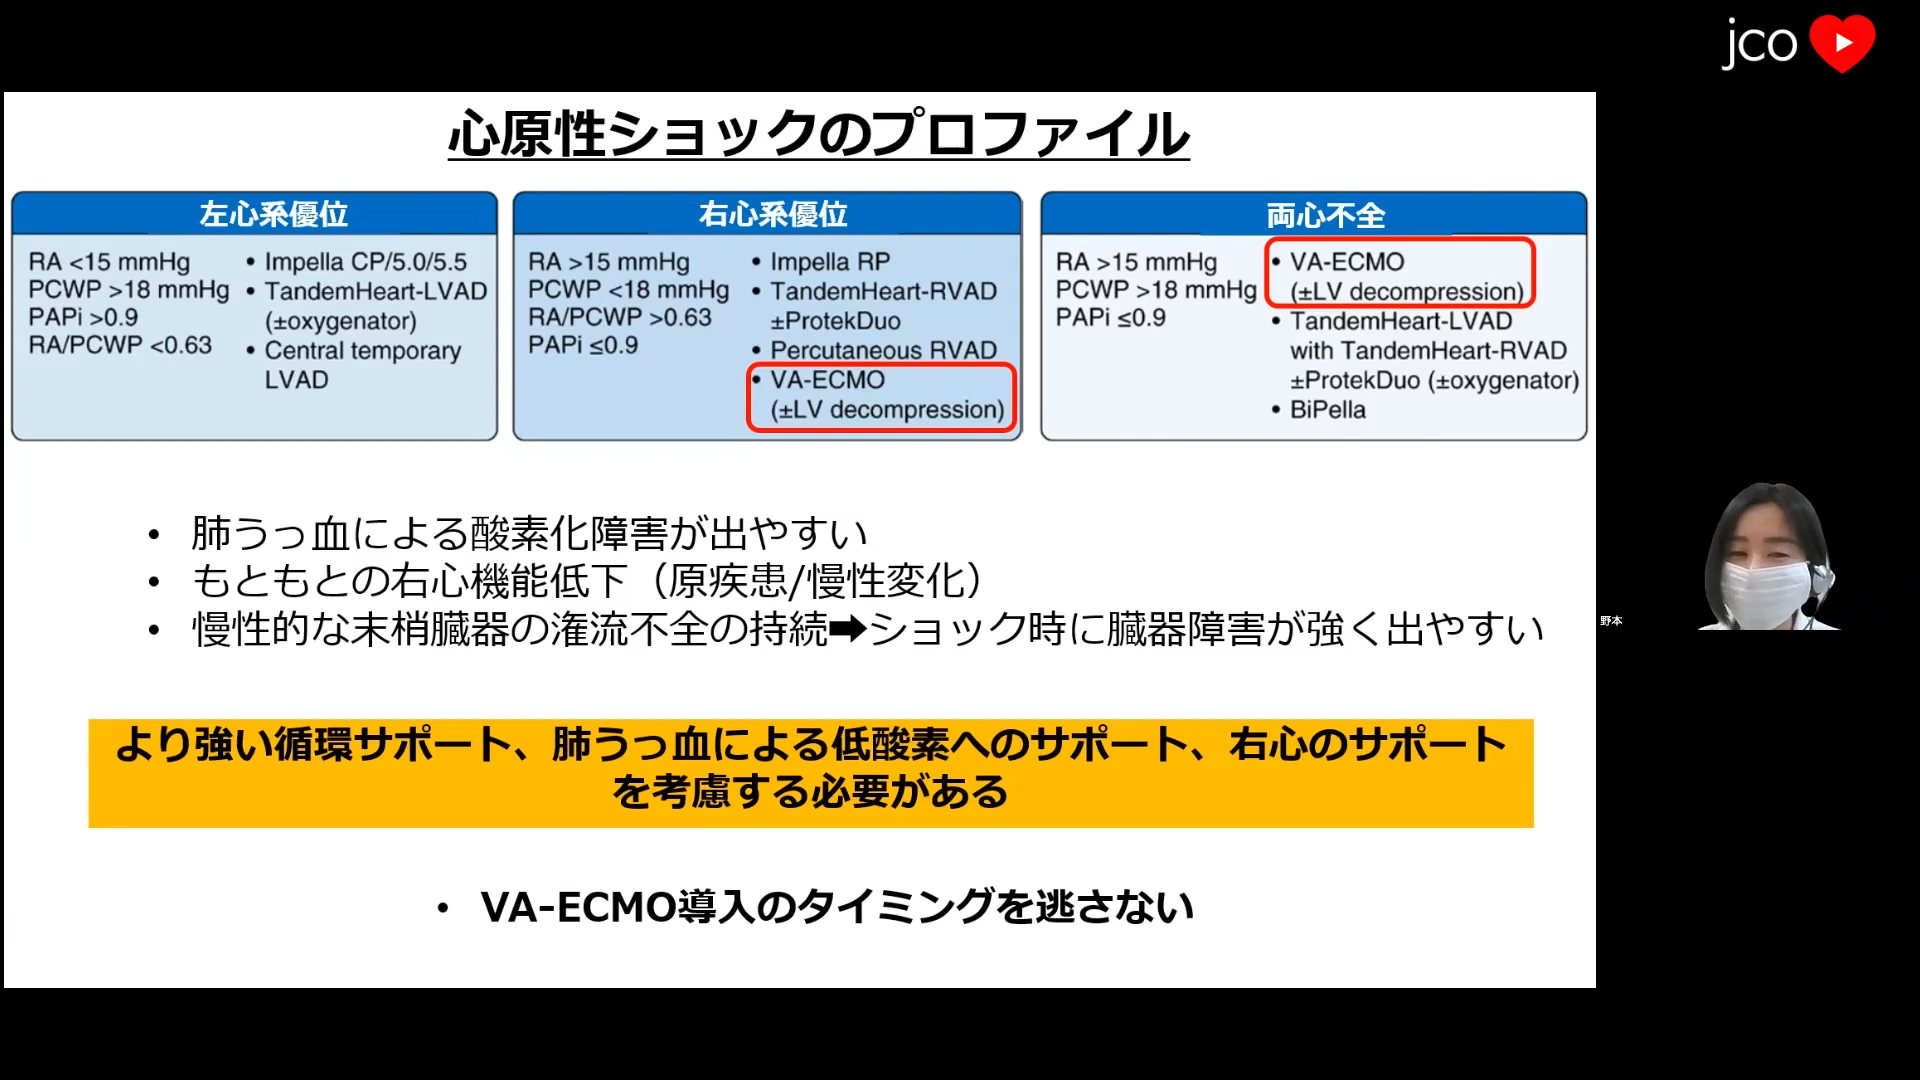 jco
心原性ショックのプロファイル
左心系優位
RA <15 mmHg
PCWP >18 mmHg
PAPi >0.9
RA/PCWP <0.63
• Impella CP/5.0/5.5
• TandemHeart-LVAD
(±oxygenator)
• Central temporary
LVAD
右心系優位
RA >15 mmHg
PCWP <18 mmHg
RA/PCWP >0.63
PAPi ≤0.9
• Impella RP
• TandemHeart-RVAD
±ProtekDuo
• Percutaneous RVAD
• VA-ECMO
(±LV decompression)
両心不全
RA >15 mmHg
PCWP >18 mmHg
PAPi ≤0.9
• VA-ECMO
(±LV decompression)
• TandemHeart-LVAD
with TandemHeart-RVAD
±ProtekDuo (±oxygenator)
• BiPella
• 肺うっ血による酸素化障害が出やすい
• もともとの右心機能低下（原疾患/慢性変化）
• 慢性的な末梢臓器の潅流不全の持続➡ショック時に臓器障害が強く出やすい
野本
より強い循環サポート、肺うっ血による低酸素へのサポート、右心のサポート
を考慮する必要がある
• VA-ECMO導入のタイミングを逃さない